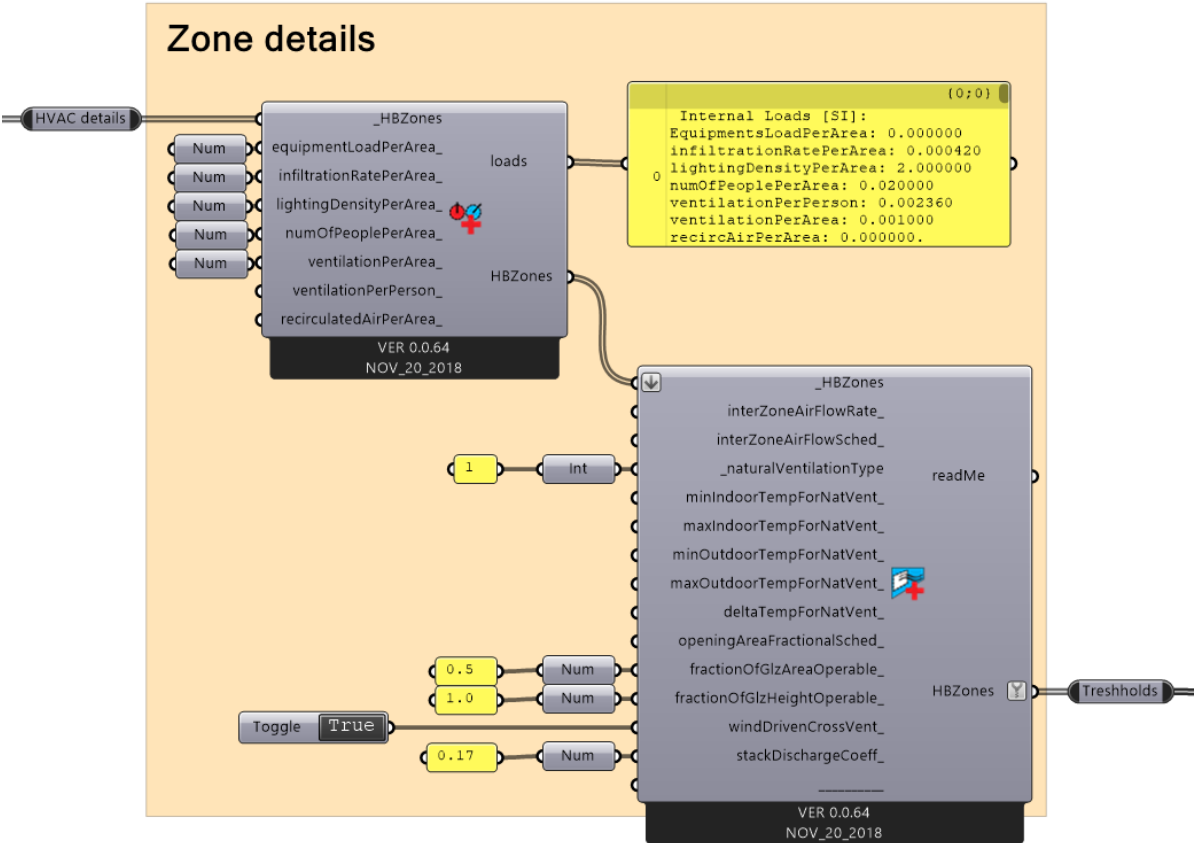 Zone details
HVAC details
_HBZones
Num
equipmentLoadPerArea_
Num
infiltrationRatePerArea_
Num
lightingDensityPerArea_
Num
numOfPeoplePerArea_
Num
ventilationPerArea_
ventilationPerPerson_
recirculatedAirPerArea_
loads
HBZones
VER 0.0.64
NOV_20_2018
{0;0}
0
Internal Loads [SI]:
EquipmentsLoadPerArea: 0.000000
infiltrationRatePerArea: 0.000420
lightingDensityPerArea: 2.000000
numOfPeoplePerArea: 0.020000
ventilationPerPerson: 0.002360
ventilationPerArea: 0.001000
recircAirPerArea: 0.000000.
_HBZones
interZoneAirFlowRate_
interZoneAirFlowSched_
1
Int
_naturalVentilationType
minIndoorTempForNatVent_
maxIndoorTempForNatVent_
minOutdoorTempForNatVent_
maxOutdoorTempForNatVent_
deltaTempForNatVent_
openingAreaFractionalSched_
0.5
Num
fractionOfGlzAreaOperable_
1.0
Num
fractionOfGlzHeightOperable_
Toggle
True
windDrivenCrossVent_
0.17
Num
stackDischargeCoeff_
__________
readMe
HBZones
Treshholds
VER 0.0.64
NOV_20_2018